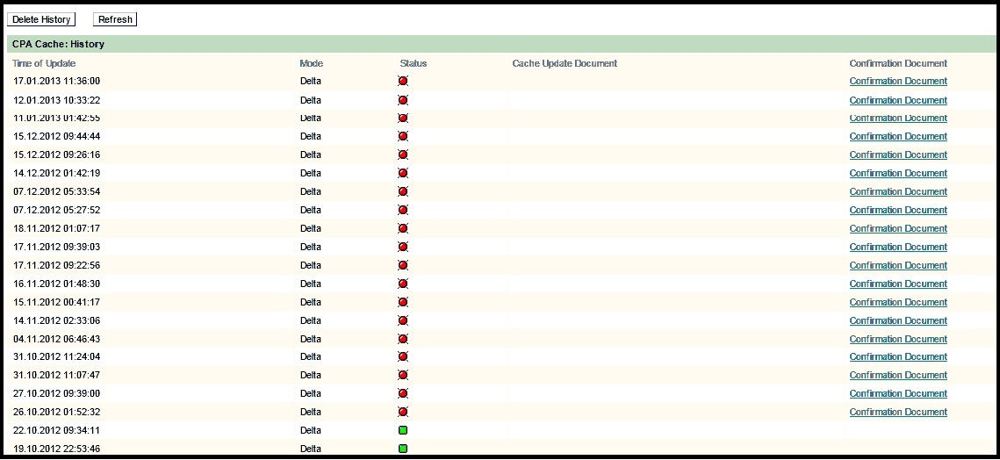 Delete History Refresh
CPA Cache: History
Time of Update Mode Status Cache Update Document Confirmation Document
17.01.2013 11:36:00 Delta Confirmation Document
12.01.2013 10:33:22 Delta Confirmation Document
11.01.2013 01:42:55 Delta Confirmation Document
15.12.2012 09:44:44 Delta Confirmation Document
15.12.2012 09:26:16 Delta Confirmation Document
14.12.2012 01:42:19 Delta Confirmation Document
07.12.2012 05:33:54 Delta Confirmation Document
07.12.2012 05:27:52 Delta Confirmation Document
18.11.2012 01:07:17 Delta Confirmation Document
17.11.2012 09:39:03 Delta Confirmation Document
17.11.2012 09:22:56 Delta Confirmation Document
16.11.2012 01:48:30 Delta Confirmation Document
15.11.2012 00:41:17 Delta Confirmation Document
14.11.2012 02:33:06 Delta Confirmation Document
04.11.2012 06:46:43 Delta Confirmation Document
31.10.2012 11:24:04 Delta Confirmation Document
31.10.2012 11:07:47 Delta Confirmation Document
27.10.2012 09:39:00 Delta Confirmation Document
26.10.2012 01:52:32 Delta Confirmation Document
22.10.2012 09:34:11 Delta
19.10.2012 22:53:46 Delta